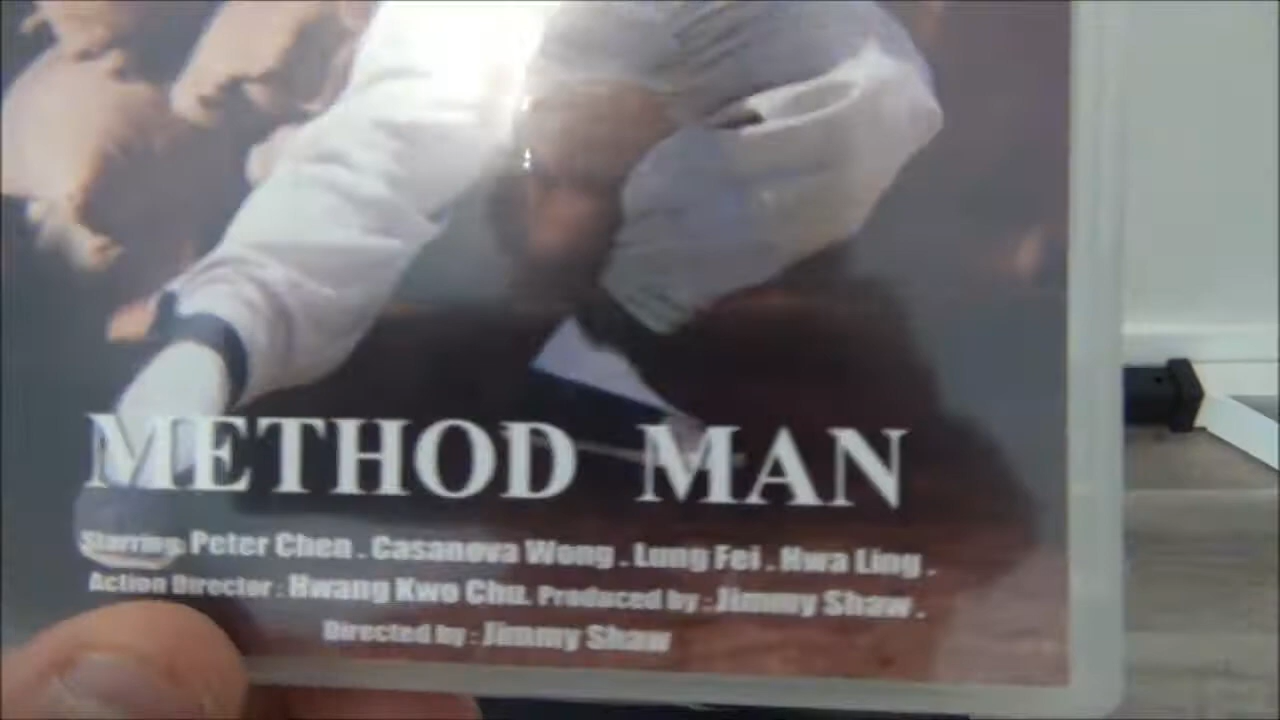 METHOD MAN
Starring: Peter Chen . Casanova Wong . Lung Fei . Hwa Ling .
Action Director : Hwang Kwo Chu. Produced by : Jimmy Shaw .
Directed by : Jimmy Shaw